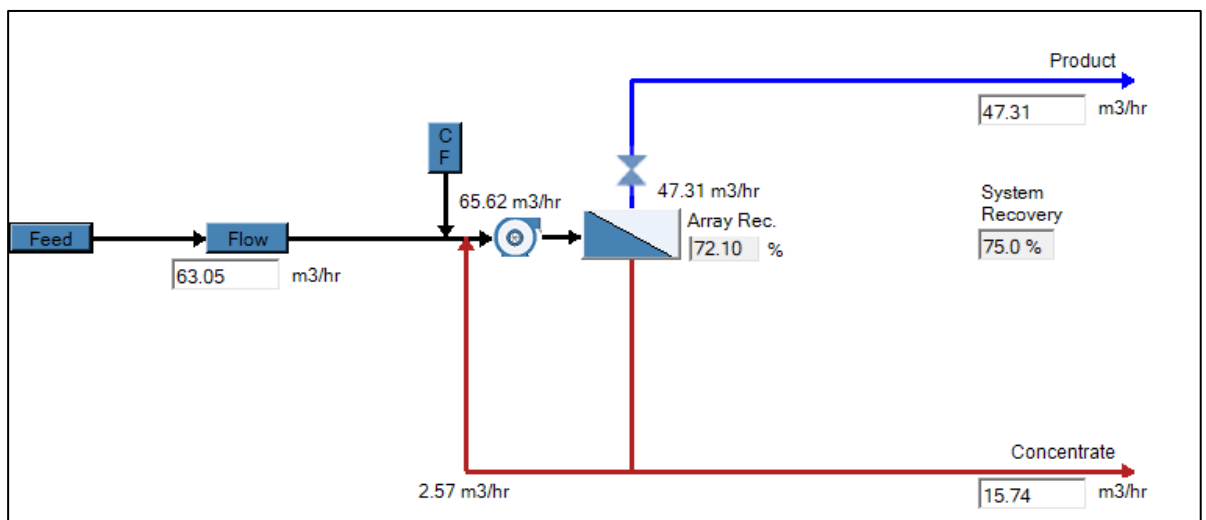 Product
47.31 m3/hr
C
F
65.62 m3/hr
47.31 m3/hr
System
Recovery
75.0 %
Array Rec.
72.10 %
Feed
Flow
63.05 m3/hr
Concentrate
2.57 m3/hr
15.74 m3/hr